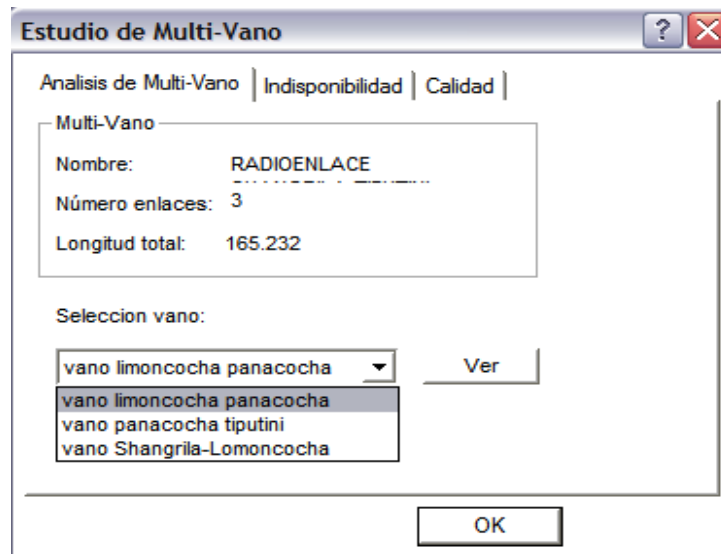 Estudio de Multi-Vano
Analisis de Multi-Vano Indisponibilidad Calidad
Multi-Vano
Nombre: RADIOENLACE
Número enlaces: 3
Longitud total: 165.232
Seleccion vano:
vano limoncocha panacocha Ver
vano limoncocha panacocha
vano panacocha tiputini
vano Shangrila-Lomoncocha
OK